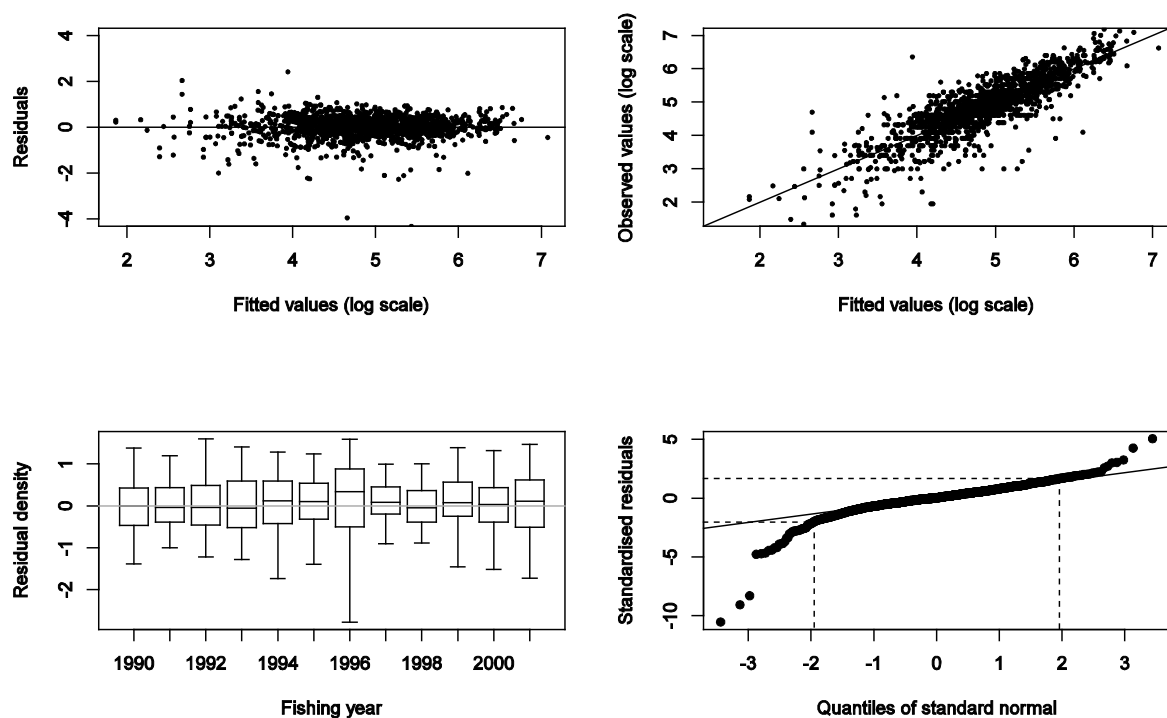 4
2
0
-2
-4
Residuals
2 3 4 5 6 7
Fitted values (log scale)
7
6
5
4
3
2
Observed values (log scale)
2 3 4 5 6 7
Fitted values (log scale)
1
0
-1
-2
Residual density
1990 1992 1994 1996 1998 2000
Fishing year
5
0
-5
-10
Standardised residuals
-3 -2 -1 0 1 2 3
Quantiles of standard normal